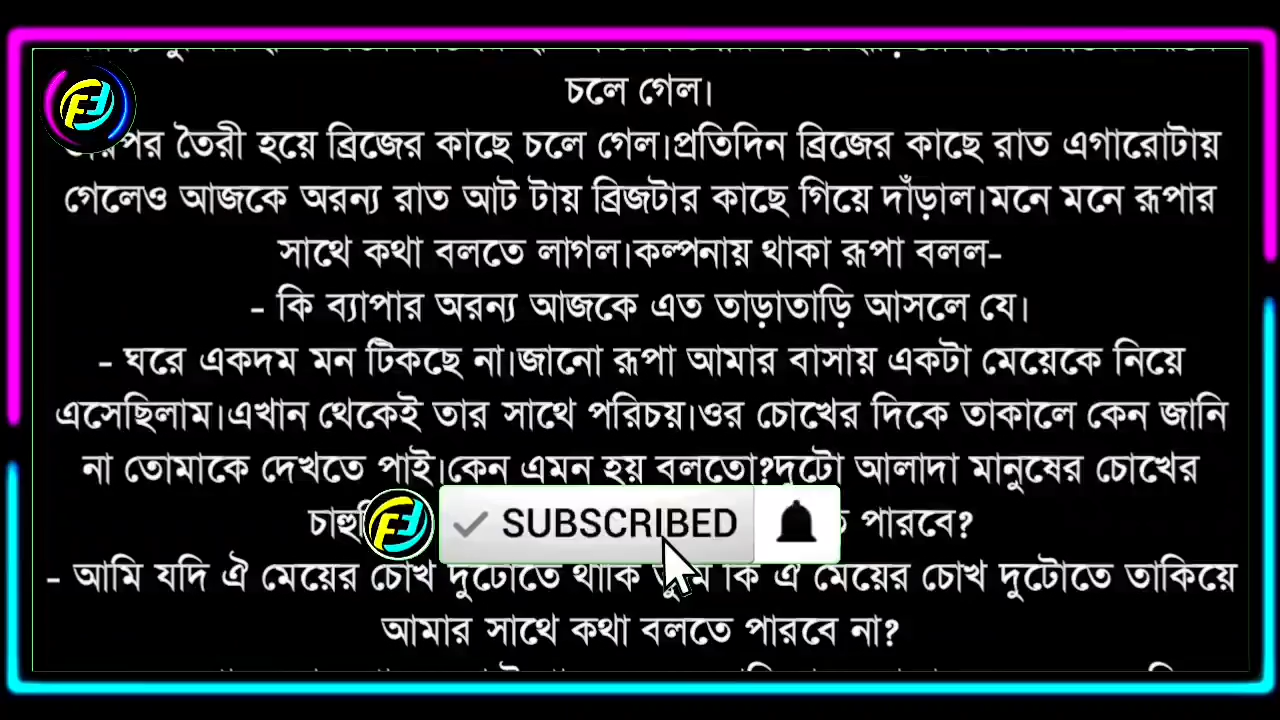 চলে গেল।
তৈরী হয়ে ব্রিজের কাছে চলে গেল।প্রতিদিন ব্রিজের কাছে রাত এগারোটায়
গেলেও আজকে অরন্য রাত আট টায় ব্রিজটার কাছে গিয়ে দাঁড়াল।মনে মনে রূপার
সাথে কথা বলতে লাগল।কল্পনায় থাকা রূপা বলল-
- কি ব্যাপার অরন্য আজকে এত তাড়াতাড়ি আসলে যে।
- ঘরে একদম মন টিকছে না।জানো রূপা আমার বাসায় একটা মেয়েকে নিয়ে
এসেছিলাম।এখান থেকেই তার সাথে পরিচয়।ওর চোখের দিকে তাকালে কেন জানি
না তোমাকে দেখতে পাই।কেন এমন হয় বলতো?দুটো আলাদা মানুষের চোখের
পারবে?
SUBSCRIBED
- আমি যদি ঐ মেয়ের চোখ দুটোতে থাকি তুমি কি ঐ মেয়ের চোখ দুটোতে তাকিয়ে
আমার সাথে কথা বলতে পারবে না?